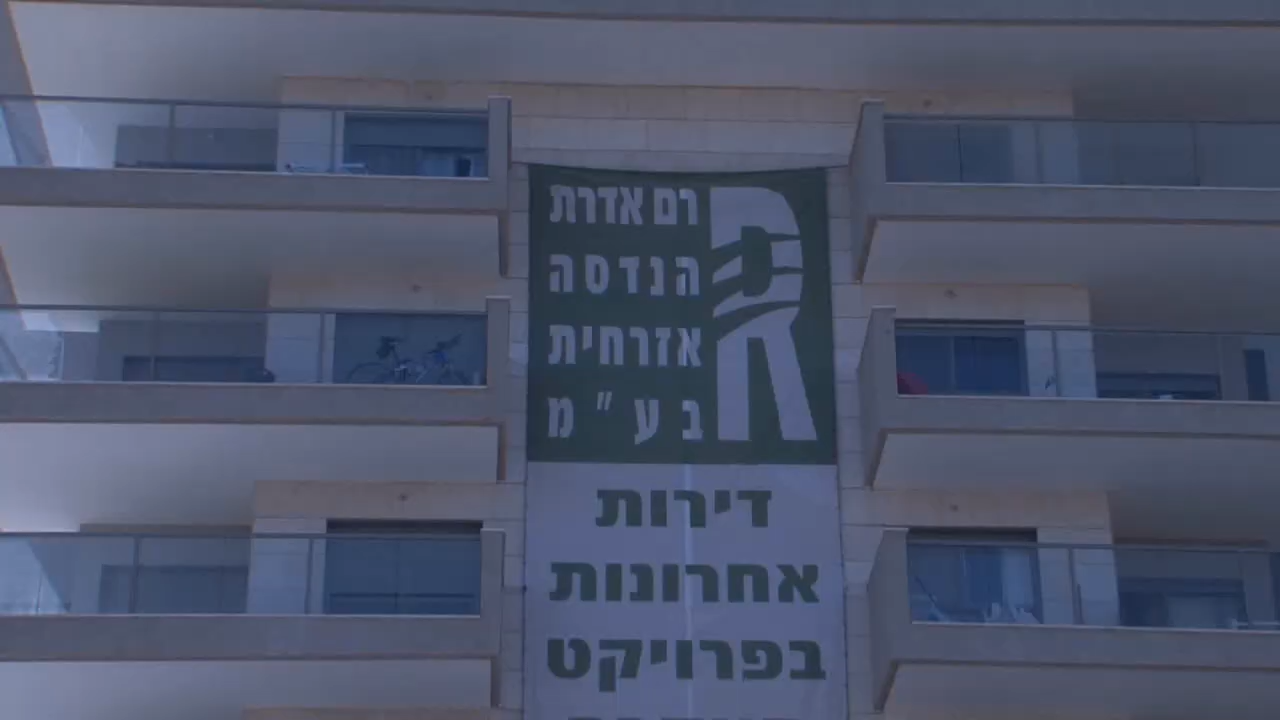 רם אדרת
הנדסה
אזרחית
בע"מ
דירות
אחרונות
בפרויקט